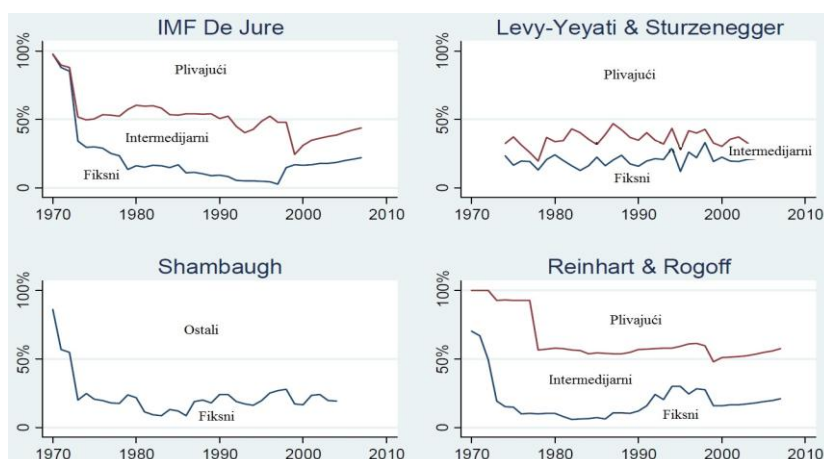 IMF De Jure
100%
50%
0
Plivajući
Intermedijarni
Fiksni
1970 1980 1990 2000 2010
Levy-Yeyati & Sturzenegger
100%
50%
0
Plivajući
Intermedijarni
Fiksni
1970 1980 1990 2000 2010
Shambaugh
100%
50%
0
Ostali
Fiksni
1970 1980 1990 2000 2010
Reinhart & Rogoff
100%
50%
0
Plivajući
Intermedijarni
Fiksni
1970 1980 1990 2000 2010